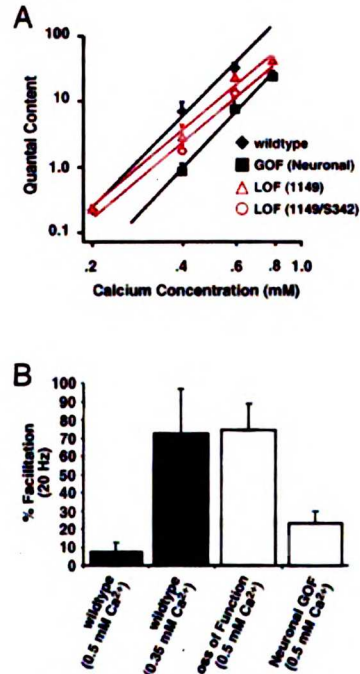 A
Quantal Content
100
10
1.0
0.1
.2
.4
.6
.8
1.0
Calcium Concentration (mM)
wildtype
GOF (Neuronal)
LOF (1149)
LOF (1149/S342)
B
% Facilitation
(20 Hz)
100
90
80
70
60
50
40
30
20
10
0
wildtype
(0.5 mM Ca2+)
wildtype
(0.35 mM Ca2+)
oss of Function
(0.5 mM Ca2+)
Neuronal GOF
(0.5 mM Ca2+)